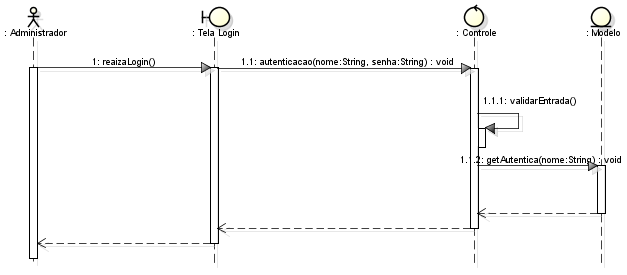 : Administrador
: Tela Login
: Controle
: Modelo
1: reaizaLogin()
1.1: autenticacao(nome:String, senha:String) : void
1.1.1: validarEntrada()
1.1.2: getAutentica(nome:String) : void